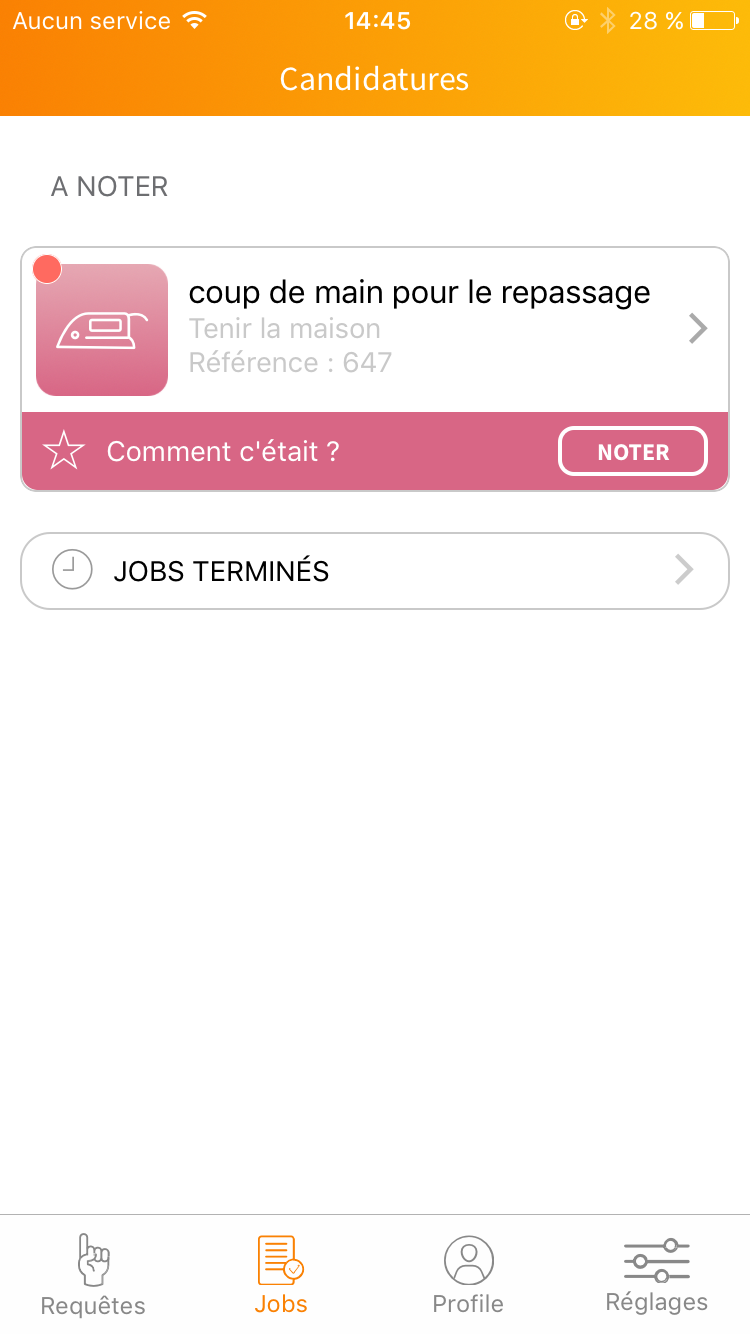 Aucun service 14:45 28 %
Candidatures
A NOTER
coup de main pour le repassage
Tenir la maison
Référence : 647
Comment c'était ? NOTER
JOBS TERMINÉS
Requêtes Jobs Profile Réglages